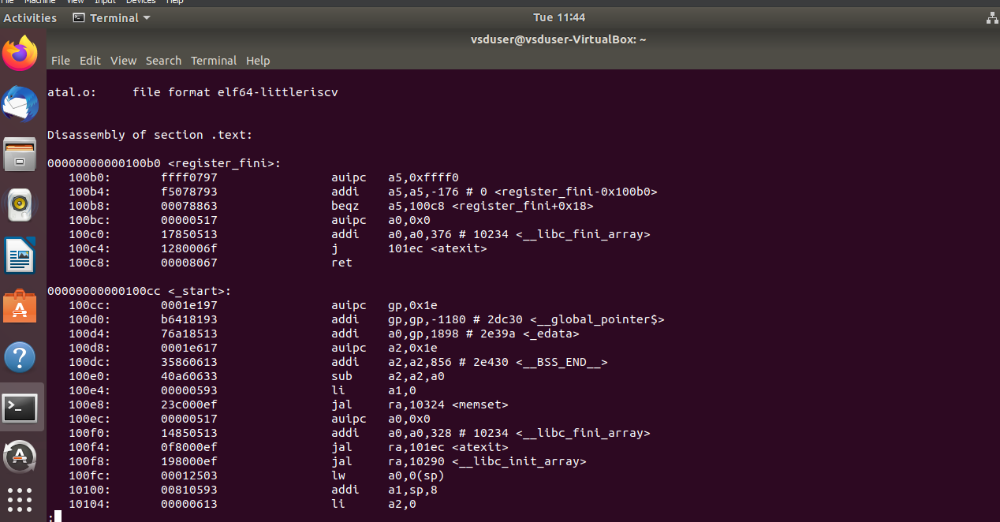 File Machine View Input Devices Help
Activities Terminal Tue 11:44
vsduser@vsduser-VirtualBox: ~
File Edit View Search Terminal Help
atal.o:     file format elf64-littleriscv
Disassembly of section .text:
00000000000100b0 <register_fini>:
   100b0:	ffff0797          	auipc	a5,0xffff0
   100b4:	f5078793          	addi	a5,a5,-176 # 0 <register_fini-0x100b0>
   100b8:	00078863          	beqz	a5,100c8 <register_fini+0x18>
   100bc:	00000517          	auipc	a0,0x0
   100c0:	17850513          	addi	a0,a0,376 # 10234 <__libc_fini_array>
   100c4:	1280006f          	j	101ec <atexit>
   100c8:	00008067          	ret
00000000000100cc <_start>:
   100cc:	0001e197          	auipc	gp,0x1e
   100d0:	b6418193          	addi	gp,gp,-1180 # 2dc30 <__global_pointer$>
   100d4:	76a18513          	addi	a0,gp,1898 # 2e39a <_edata>
   100d8:	0001e617          	auipc	a2,0x1e
   100dc:	35860613          	addi	a2,a2,856 # 2e430 <__BSS_END__>
   100e0:	40a60633          	sub	a2,a2,a0
   100e4:	00000593          	li	a1,0
   100e8:	23c000ef          	jal	ra,10324 <memset>
   100ec:	00000517          	auipc	a0,0x0
   100f0:	14850513          	addi	a0,a0,328 # 10234 <__libc_fini_array>
   100f4:	0f8000ef          	jal	ra,101ec <atexit>
   100f8:	198000ef          	jal	ra,10290 <__libc_init_array>
   100fc:	00012503          	lw	a0,0(sp)
   10100:	00810593          	addi	a1,sp,8
   10104:	00000613          	li	a2,0
: